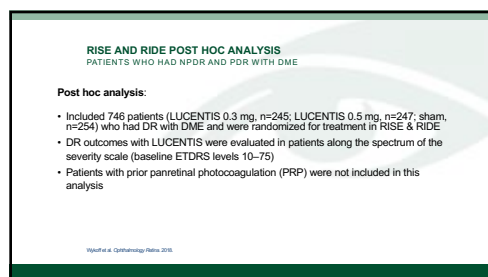 RISE AND RIDE POST HOC ANALYSIS
PATIENTS WHO HAD NPDR AND PDR WITH DME
Post hoc analysis:
• Included 746 patients (LUCENTIS 0.3 mg, n=245; LUCENTIS 0.5 mg, n=247; sham,
n=254) who had DR with DME and were randomized for treatment in RISE & RIDE
• DR outcomes with LUCENTIS were evaluated in patients along the spectrum of the
severity scale (baseline ETDRS levels 10–75)
• Patients with prior panretinal photocoagulation (PRP) were not included in this
analysis
Wykoff et al. Ophthalmology Retina. 2018.